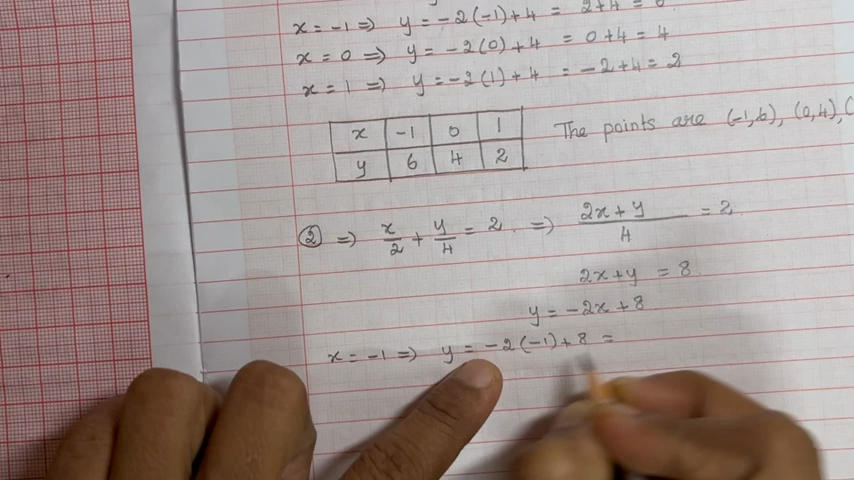 x = -1 ⇒ y = -2(-1)+4 = 2+4 = 6
x = 0 ⇒ y = -2(0)+4 = 0+4 = 4
x = 1 ⇒ y = -2(1)+4 = -2+4 = 2
x -1 0 1 The points are (-1,6), (0,4), (
y 6 4 2
② ⇒ x/2 + y/4 = 2 ⇒ (2x+y)/4 = 2
2x+y = 8
y = -2x+8
x = -1 ⇒ y = -2(-1)+8 =